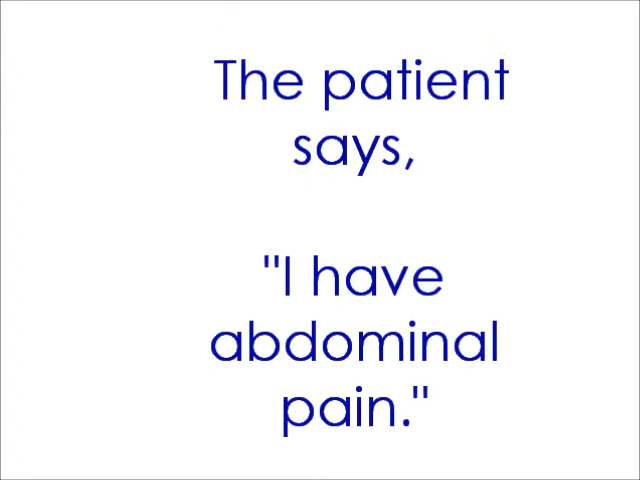 The patient
says,
"I have
abdominal
pain."